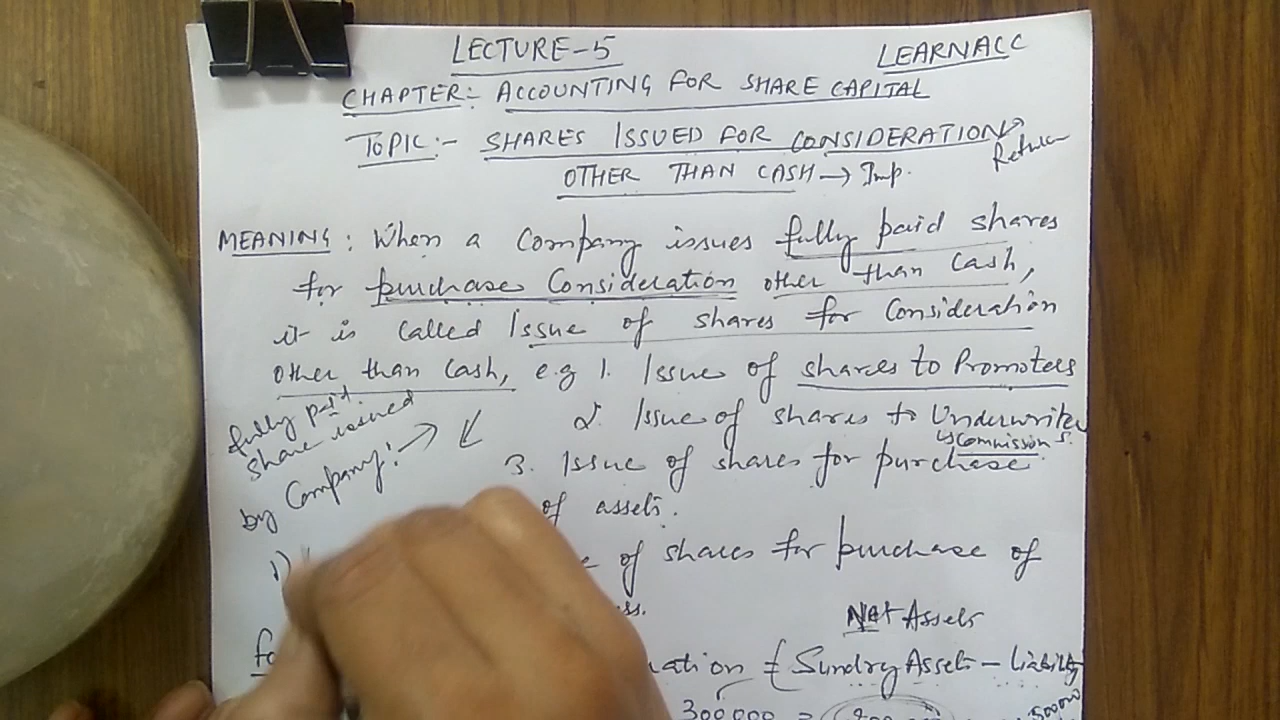 LECTURE-5
LEARNACC
CHAPTER: ACCOUNTING FOR SHARE CAPITAL
TOPIC:- SHARES ISSUED FOR CONSIDERATION
OTHER THAN CASH → Imp.
MEANING: When a Company issues fully paid shares
for purchase Consideration other than Cash,
it is called Issue of shares for Consideration
other than Cash, e.g 1. Issue of shares to Promoters
2. Issue of shares to Underwriters.
↳ Commission
3. Issue of shares for purchase
of assets.
fully paid
share issued
by Company:→
1)
of shares for purchase of
ss.
Net Assets
ration = (Sundry Assets - Liability
300000 =
500000